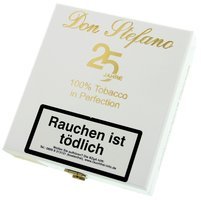 Don Stefano
25
JAHRE
100% Tobacco
in Perfection
Rauchen ist
tödlich